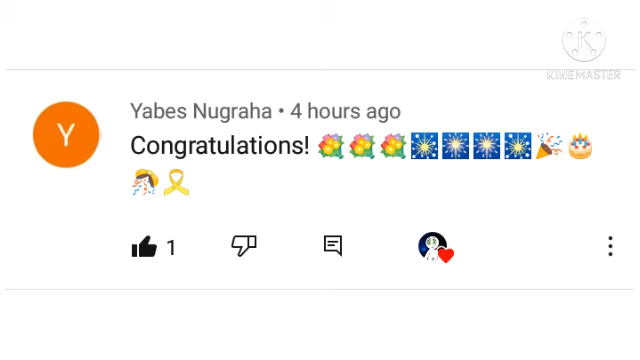 K
KINEMASTER
Y
Yabes Nugraha • 4 hours ago
Congratulations! 💐💐💐🎇🎆🎆🎇🎉🎂
🎊🎗️
1